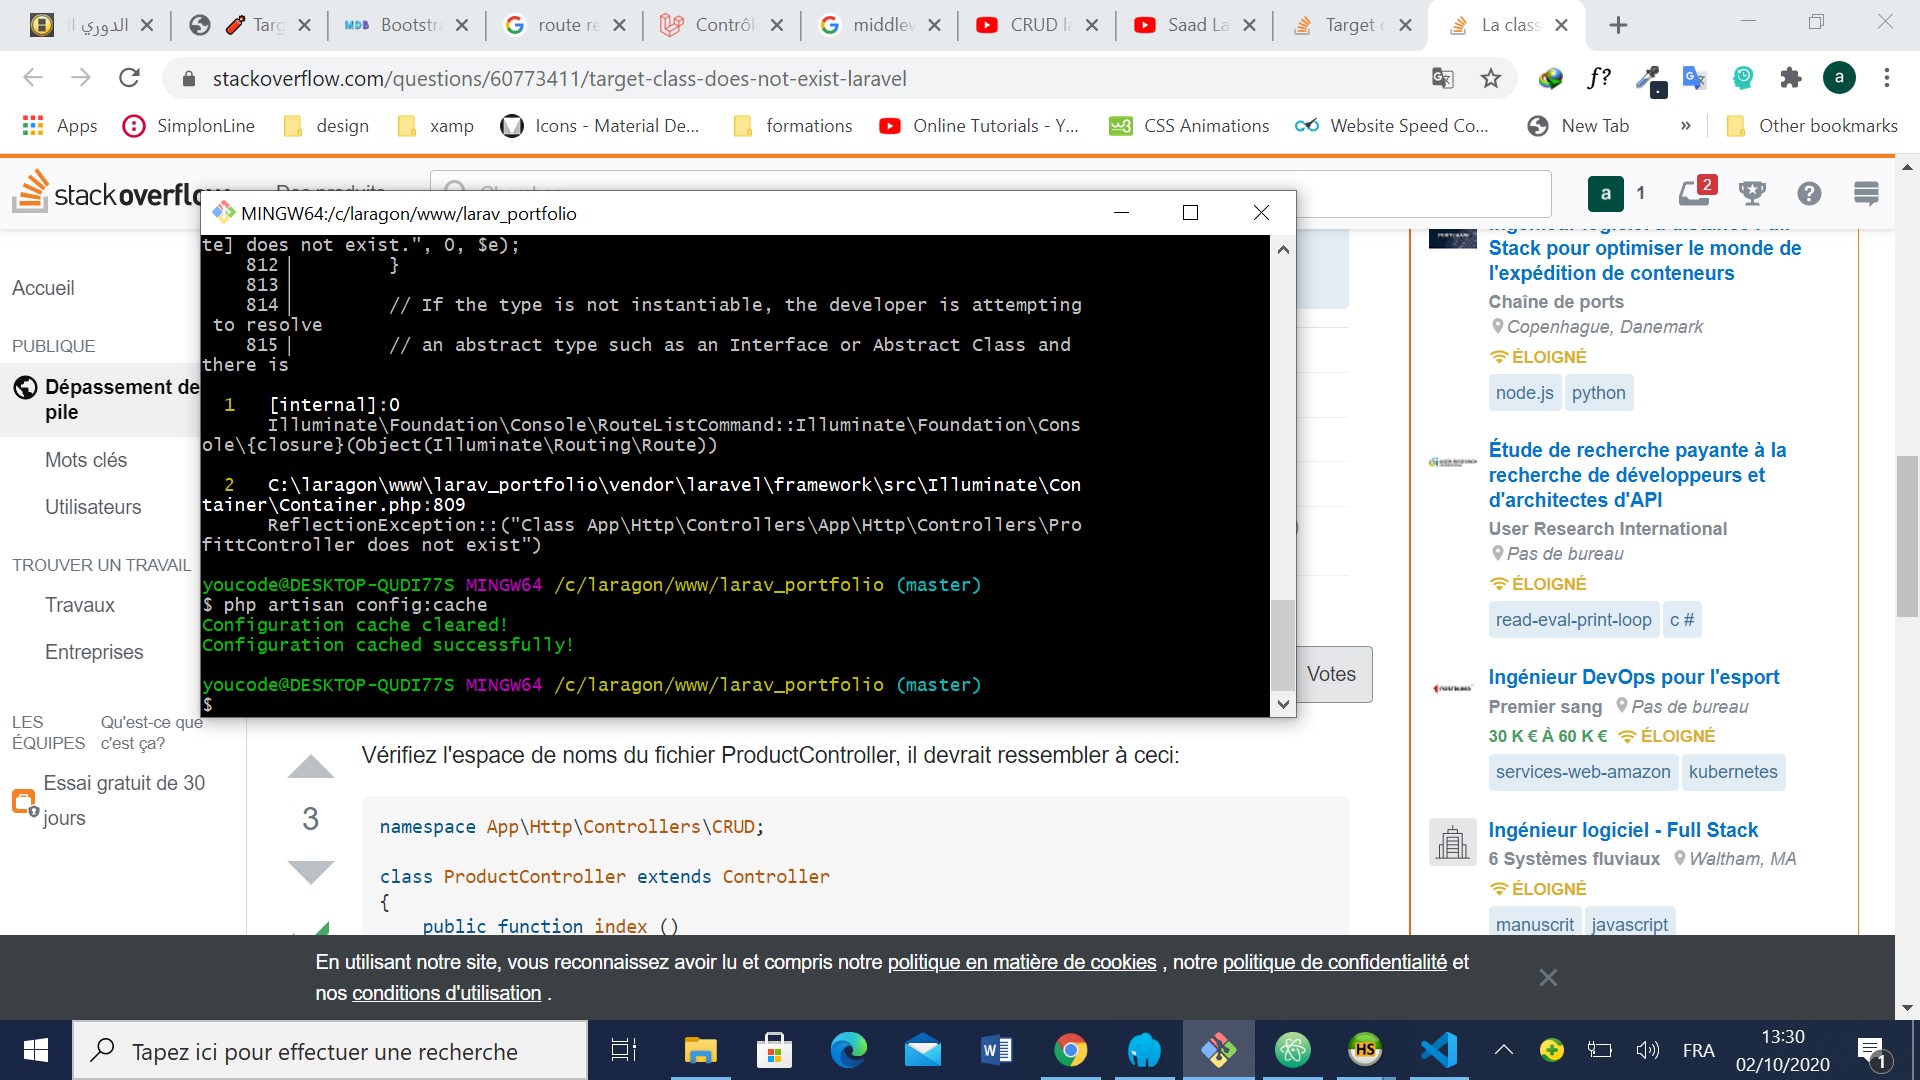 الدوري ال
Targ
Bootstr
route re
Contrôl
middlew
CRUD la
Saad La
Target c
La class
stackoverflow.com/questions/60773411/target-class-does-not-exist-laravel
f?
a
Apps
SimplonLine
design
xamp
Icons - Material De...
formations
Online Tutorials - Y...
CSS Animations
Website Speed Co...
New Tab
»
Other bookmarks
stackoverflow
Des produits
a 1
2
MINGW64:/c/laragon/www/larav_portfolio
te] does not exist.", 0, $e);
812| }
813|
814| // If the type is not instantiable, the developer is attempting
to resolve
815| // an abstract type such as an Interface or Abstract Class and
there is
1 [internal]:0
Illuminate\Foundation\Console\RouteListCommand::Illuminate\Foundation\Cons
ole\{closure}(Object(Illuminate\Routing\Route))
2 C:\laragon\www\larav_portfolio\vendor\laravel\framework\src\Illuminate\Con
tainer\Container.php:809
ReflectionException::("Class App\Http\Controllers\App\Http\Controllers\Pro
fittController does not exist")
youcode@DESKTOP-QUDI77S MINGW64 /c/laragon/www/larav_portfolio (master)
$ php artisan config:cache
Configuration cache cleared!
Configuration cached successfully!
youcode@DESKTOP-QUDI77S MINGW64 /c/laragon/www/larav_portfolio (master)
$
Accueil
PUBLIQUE
Dépassement de
pile
Mots clés
Utilisateurs
TROUVER UN TRAVAIL
Travaux
Entreprises
LES
ÉQUIPES
Qu'est-ce que
c'est ça?
Essai gratuit de 30
jours
Votes
Vérifiez l'espace de noms du fichier ProductController, il devrait ressembler à ceci:
3
namespace App\Http\Controllers\CRUD;
class ProductController extends Controller
{
public function index ()
Stack pour optimiser le monde de
l'expédition de conteneurs
Chaîne de ports
Copenhague, Danemark
ÉLOIGNÉ
node.js python
Étude de recherche payante à la
recherche de développeurs et
d'architectes d'API
User Research International
Pas de bureau
ÉLOIGNÉ
read-eval-print-loop c #
Ingénieur DevOps pour l'esport
Premier sang Pas de bureau
30 K € À 60 K € ÉLOIGNÉ
services-web-amazon kubernetes
Ingénieur logiciel - Full Stack
6 Systèmes fluviaux Waltham, MA
ÉLOIGNÉ
manuscrit javascript
En utilisant notre site, vous reconnaissez avoir lu et compris notre politique en matière de cookies , notre politique de confidentialité et
nos conditions d'utilisation .
Tapez ici pour effectuer une recherche
HS
FRA
13:30
02/10/2020
1